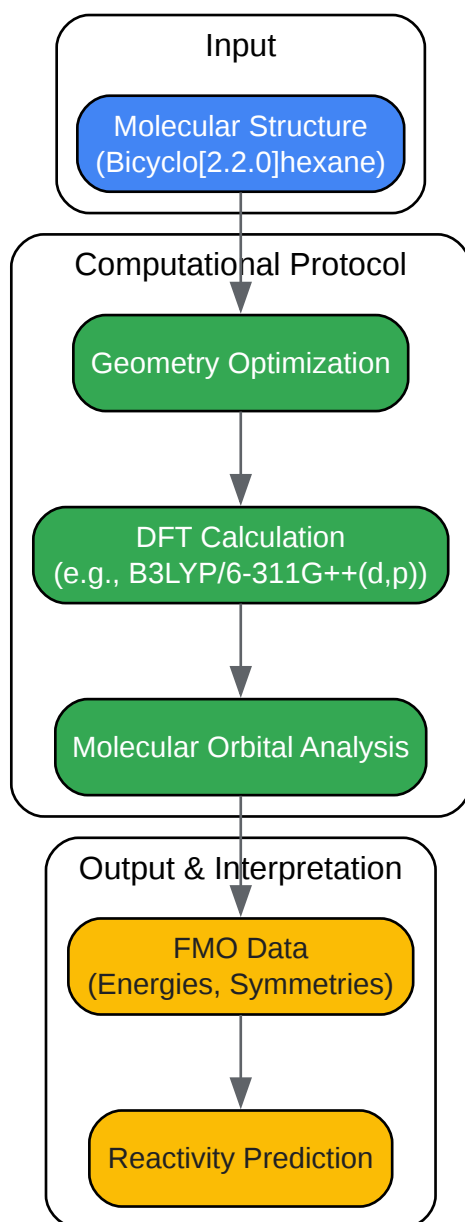 Input
Molecular Structure
(Bicyclo[2.2.0]hexane)
Computational Protocol
Geometry Optimization
DFT Calculation
(e.g., B3LYP/6-311G++(d,p))
Molecular Orbital Analysis
Output & Interpretation
FMO Data
(Energies, Symmetries)
Reactivity Prediction